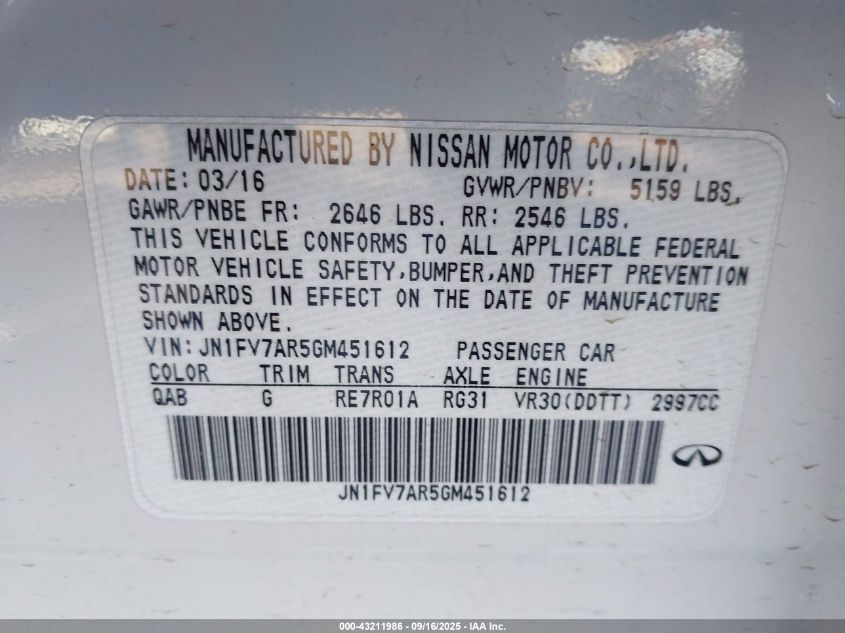 MANUFACTURED BY NISSAN MOTOR CO.,LTD.
DATE: 03/16 GVWR/PNBV: 5159 LBS.
GAWR/PNBE FR: 2646 LBS. RR: 2546 LBS.
THIS VEHICLE CONFORMS TO ALL APPLICABLE FEDERAL
MOTOR VEHICLE SAFETY,BUMPER,AND THEFT PREVENTION
STANDARDS IN EFFECT ON THE DATE OF MANUFACTURE
SHOWN ABOVE.
VIN: JN1FV7AR5GM451612 PASSENGER CAR
COLOR TRIM TRANS AXLE ENGINE
QAB G RE7R01A RG31 VR30(DDTT) 2997CC
JN1FV7AR5GM451612
000-43211986 - 09/16/2025 - IAA Inc.